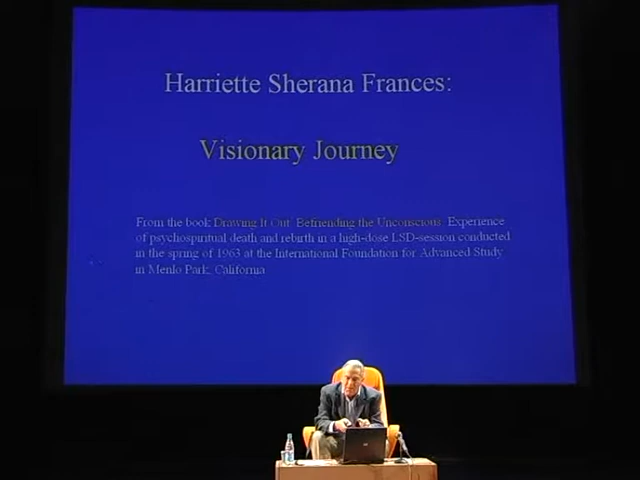 Harriette Sherana Frances:
Visionary Journey
From the book Drawing It Out: Befriending the Unconscious. Experience
of psychospiritual death and rebirth in a high-dose LSD-session conducted
in the spring of 1963 at the International Foundation for Advanced Study
in Menlo Park, California